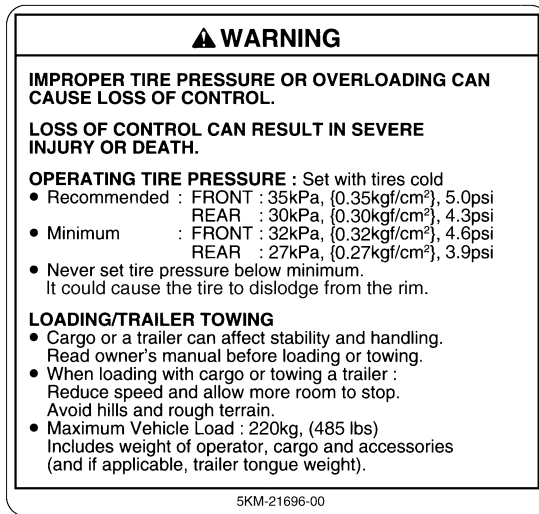 ⚠ WARNING
IMPROPER TIRE PRESSURE OR OVERLOADING CAN
CAUSE LOSS OF CONTROL.
LOSS OF CONTROL CAN RESULT IN SEVERE
INJURY OR DEATH.
OPERATING TIRE PRESSURE : Set with tires cold
● Recommended : FRONT : 35kPa, {0.35kgf/cm²}, 5.0psi
REAR : 30kPa, {0.30kgf/cm²}, 4.3psi
● Minimum : FRONT : 32kPa, {0.32kgf/cm²}, 4.6psi
REAR : 27kPa, {0.27kgf/cm²}, 3.9psi
● Never set tire pressure below minimum.
It could cause the tire to dislodge from the rim.
LOADING/TRAILER TOWING
● Cargo or a trailer can affect stability and handling.
Read owner's manual before loading or towing.
● When loading with cargo or towing a trailer :
Reduce speed and allow more room to stop.
Avoid hills and rough terrain.
● Maximum Vehicle Load : 220kg, (485 lbs)
Includes weight of operator, cargo and accessories
(and if applicable, trailer tongue weight).
5KM-21696-00